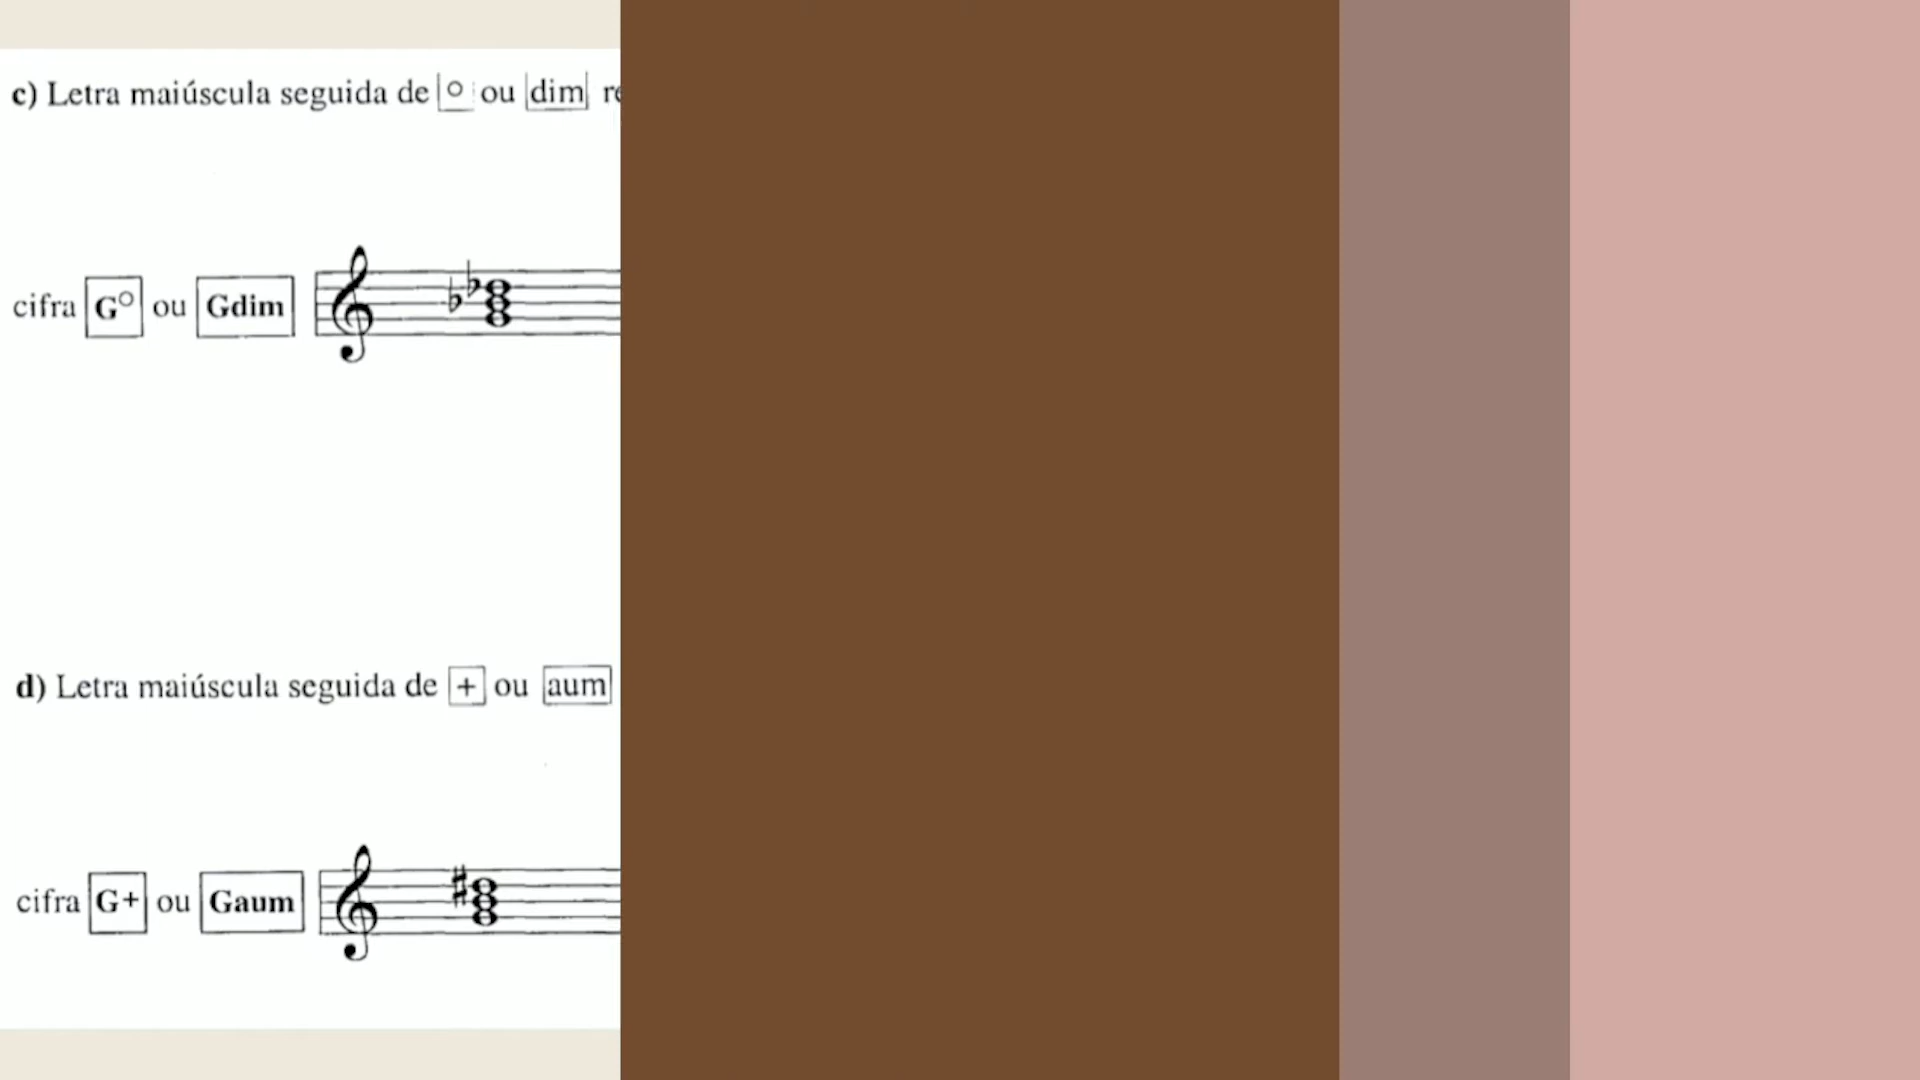 c) Letra maiúscula seguida de ° ou dim
cifra G° ou Gdim
d) Letra maiúscula seguida de + ou aum
cifra G+ ou Gaum